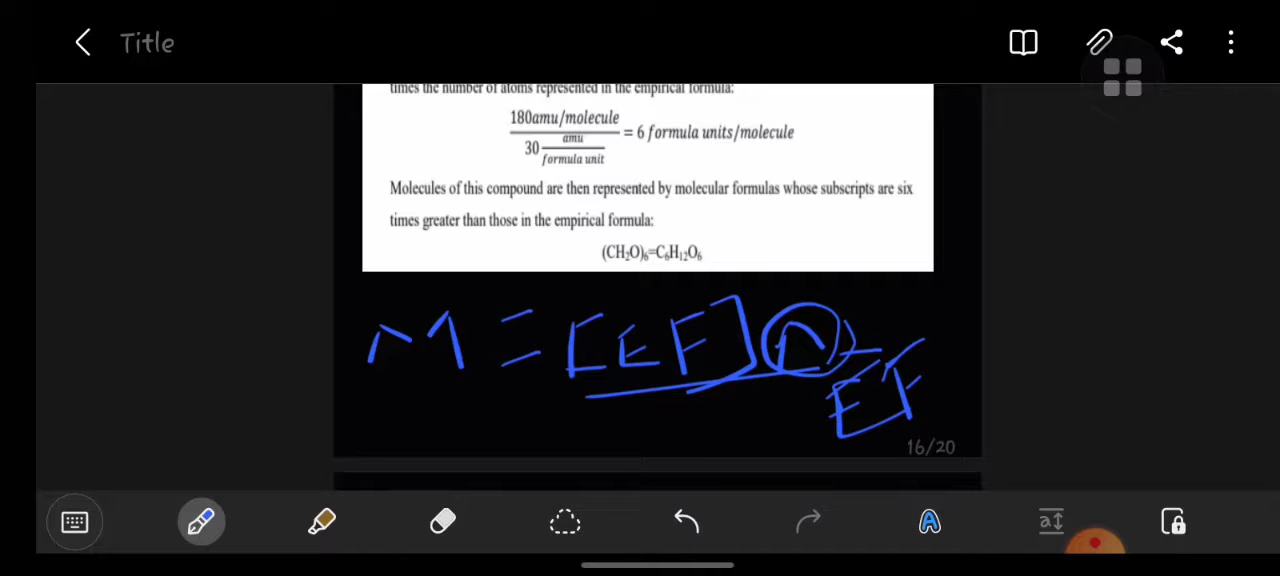 Title
times the number of atoms represented in the empirical formula:
180amu/molecule
30 amu/formula unit
= 6 formula units/molecule
Molecules of this compound are then represented by molecular formulas whose subscripts are six
times greater than those in the empirical formula:
(CH₂O)₆=C₆H₁₂O₆
M = [EF]n
EF
16/20